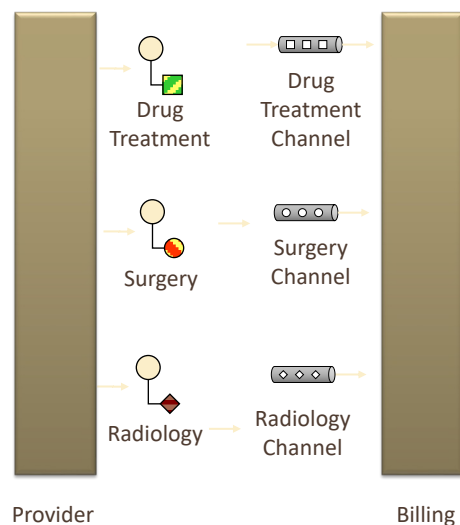 Drug
Treatment
Drug
Treatment
Channel
Surgery
Surgery
Channel
Radiology
Radiology
Channel
Provider
Billing